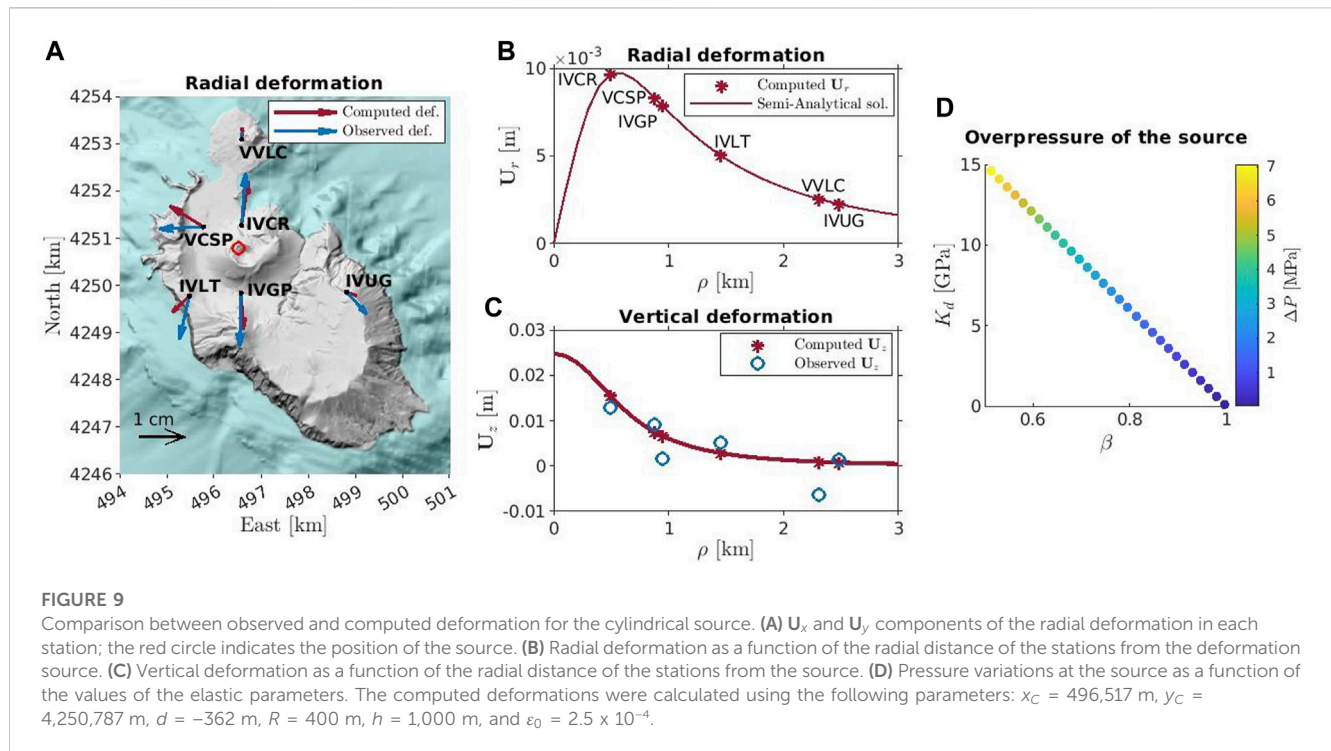 A
Radial deformation
4254
4253
4252
4251
4250
4249
4248
4247
4246
North [km]
Computed def.
Observed def.
VVLC
IVCR
VCSP
IVLT
IVGP
IVUG
1 cm
494
495
496
497
498
499
500
501
East [km]
B
Radial deformation
×10⁻³
10
5
0
U_r [m]
IVCR
VCSP
IVGP
IVLT
VVLC
IVUG
Computed U_r
Semi-Analytical sol.
0 1 2 3
ρ [km]
C
Vertical deformation
0.03
0.02
0.01
0
-0.01
U_z [m]
Computed U_z
Observed U_z
0 1 2 3
ρ [km]
D
Overpressure of the source
15
10
5
0
K_d [GPa]
0.6 0.8 1
β
7
6
5
4
3
2
1
ΔP [MPa]
FIGURE 9
Comparison between observed and computed deformation for the cylindrical source. (A) U_x and U_y components of the radial deformation in each
station; the red circle indicates the position of the source. (B) Radial deformation as a function of the radial distance of the stations from the deformation
source. (C) Vertical deformation as a function of the radial distance of the stations from the source. (D) Pressure variations at the source as a function of
the values of the elastic parameters. The computed deformations were calculated using the following parameters: x_C = 496,517 m, y_C =
4,250,787 m, d = −362 m, R = 400 m, h = 1,000 m, and ε₀ = 2.5 x 10⁻⁴.